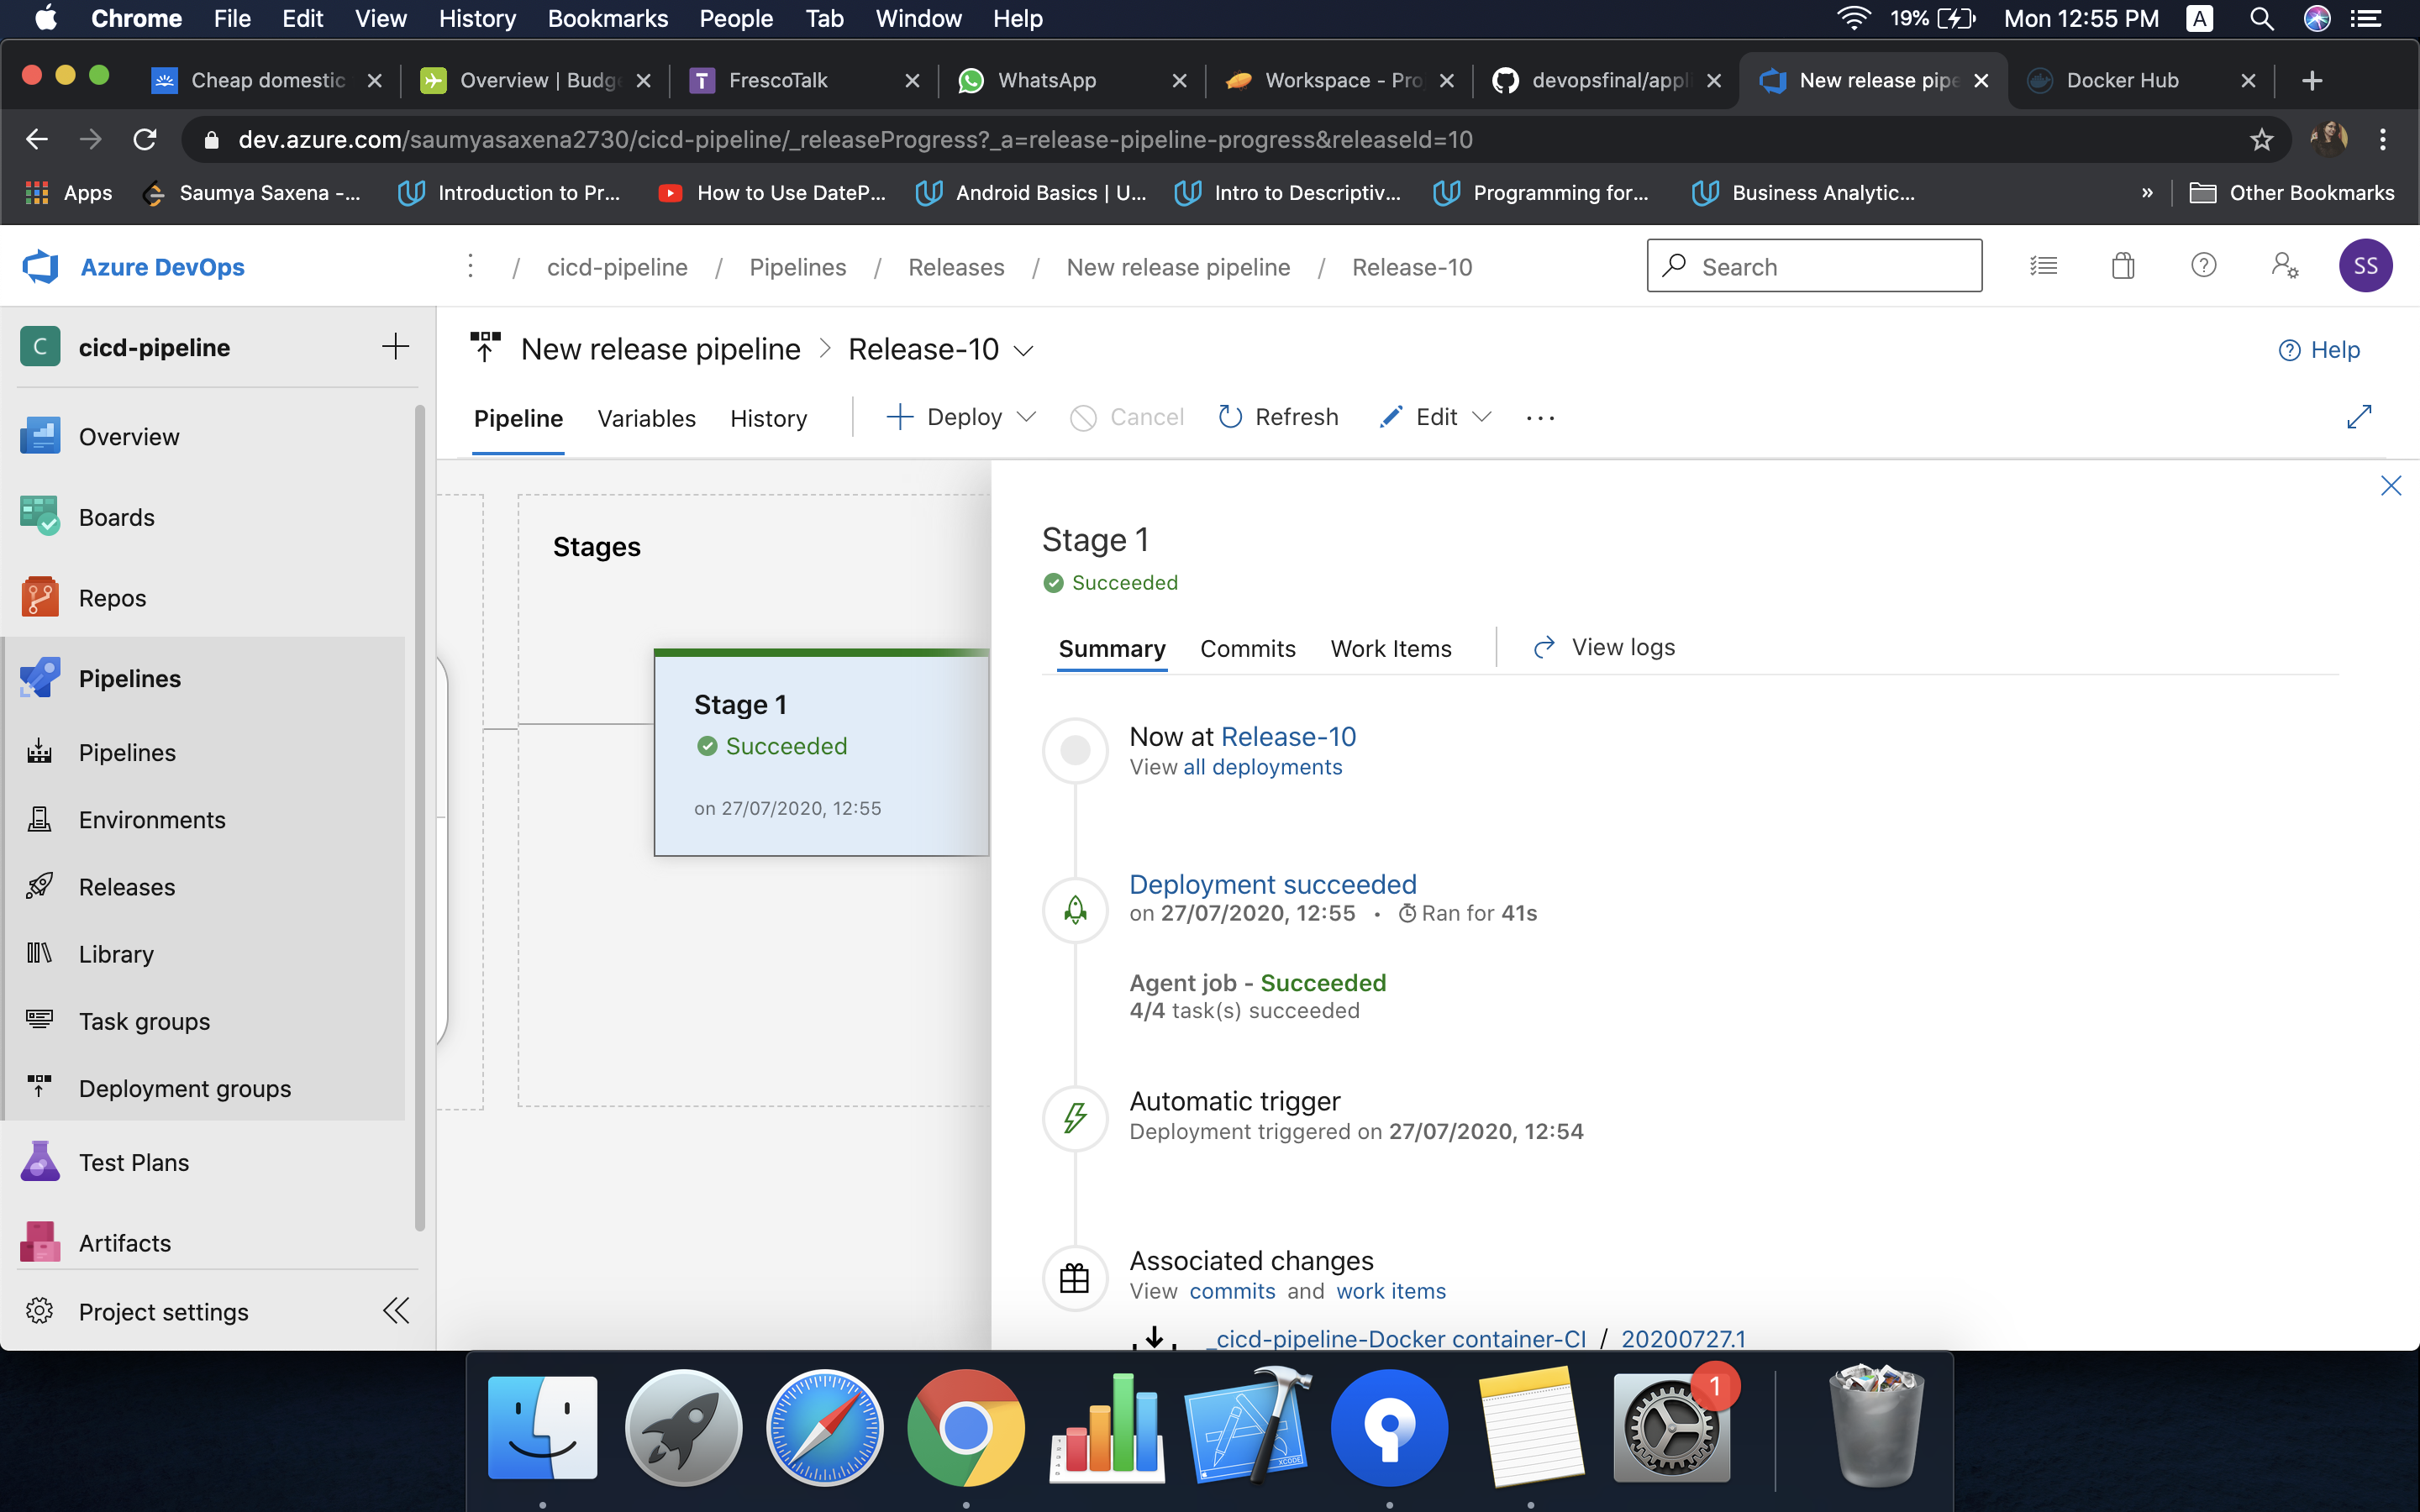 Chrome File Edit View History Bookmarks People Tab Window Help
19% Mon 12:55 PM A
Cheap domestic Overview | Budge FrescoTalk WhatsApp Workspace - Pro devopsfinal/appli New release pipe Docker Hub
dev.azure.com/saumyasaxena2730/cicd-pipeline/_releaseProgress?_a=release-pipeline-progress&releaseId=10
Apps Saumya Saxena -... Introduction to Pr... How to Use DateP... Android Basics | U... Intro to Descriptiv... Programming for... Business Analytic... » Other Bookmarks
Azure DevOps / cicd-pipeline / Pipelines / Releases / New release pipeline / Release-10 Search SS
C cicd-pipeline
New release pipeline > Release-10 Help
Pipeline Variables History Deploy Cancel Refresh Edit ...
Overview
Boards
Repos
Pipelines
Pipelines
Environments
Releases
Library
Task groups
Deployment groups
Test Plans
Artifacts
Project settings
Stages
Stage 1
Succeeded
on 27/07/2020, 12:55
Stage 1
Succeeded
Summary Commits Work Items View logs
Now at Release-10
View all deployments
Deployment succeeded
on 27/07/2020, 12:55 • Ran for 41s
Agent job - Succeeded
4/4 task(s) succeeded
Automatic trigger
Deployment triggered on 27/07/2020, 12:54
Associated changes
View commits and work items
_cicd-pipeline-Docker container-CI / 20200727.1
1